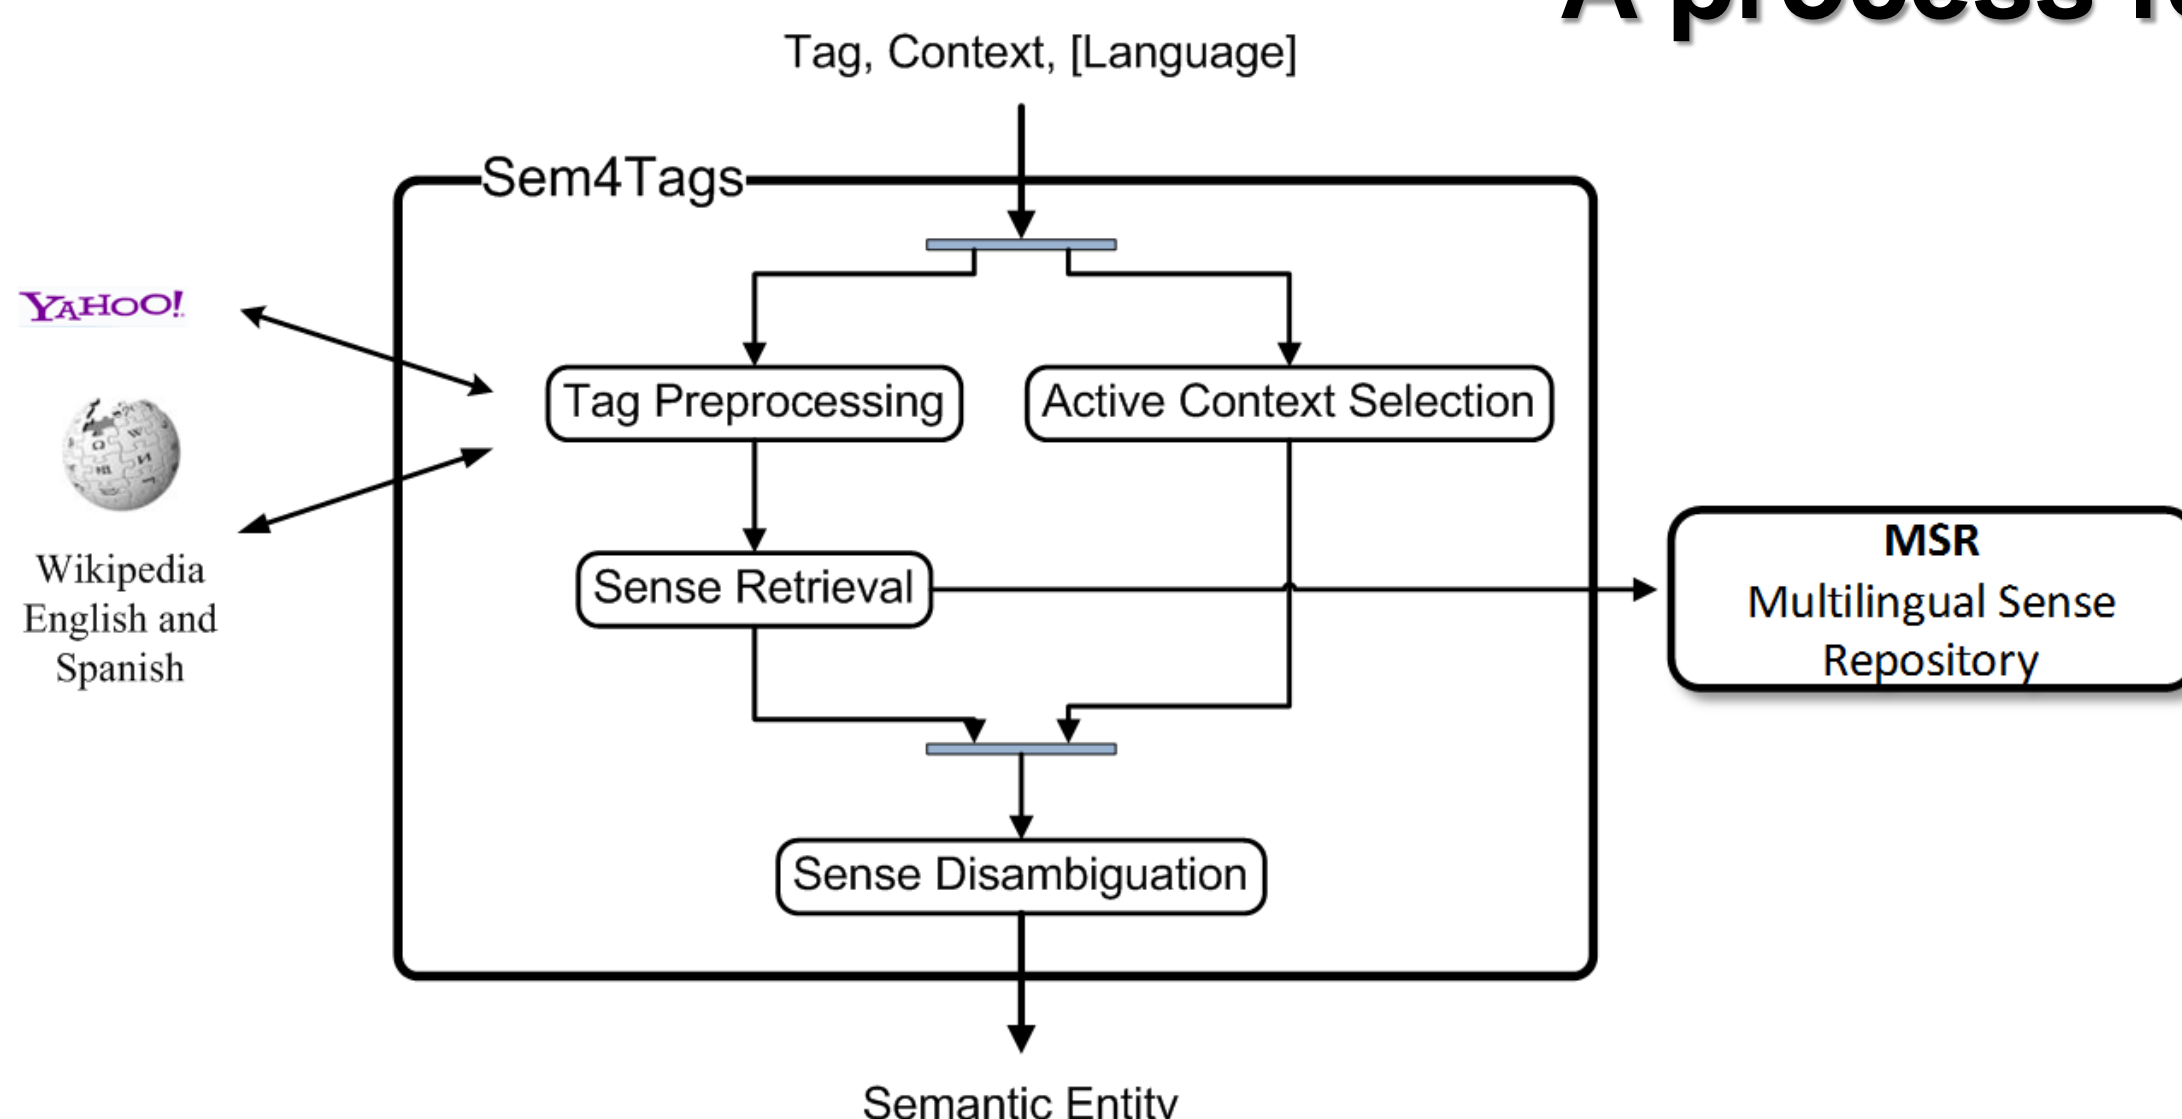 A process
Tag, Context, [Language]
Sem4Tags
YAHOO!
Tag Preprocessing
Active Context Selection
Wikipedia
English and
Spanish
Sense Retrieval
MSR
Multilingual Sense
Repository
Sense Disambiguation
Semantic Entity